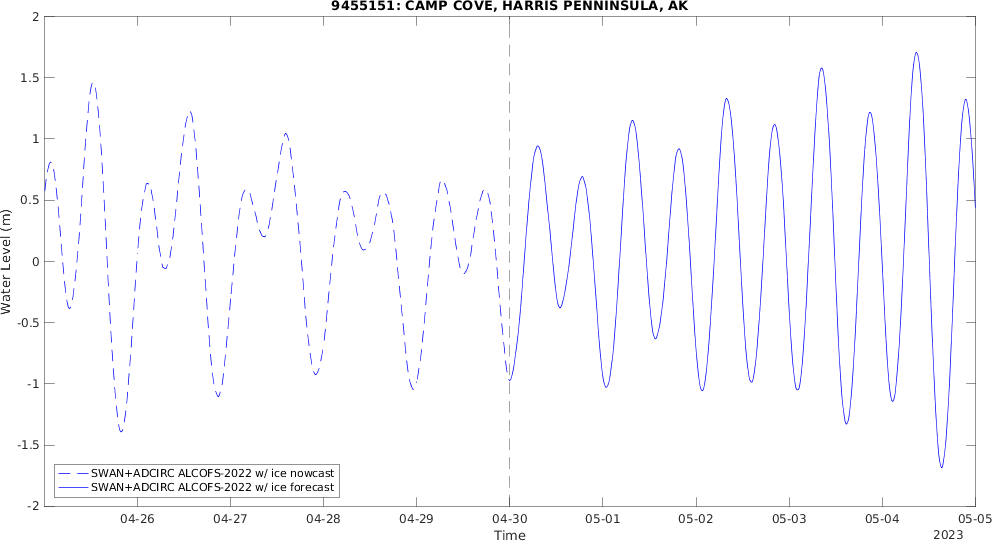 9455151: CAMP COVE, HARRIS PENNINSULA, AK
2
1.5
1
0.5
0
-0.5
-1
-1.5
-2
Water Level (m)
SWAN+ADCIRC ALCOFS-2022 w/ ice nowcast
SWAN+ADCIRC ALCOFS-2022 w/ ice forecast
04-26 04-27 04-28 04-29 04-30 05-01 05-02 05-03 05-04 05-05
Time
2023